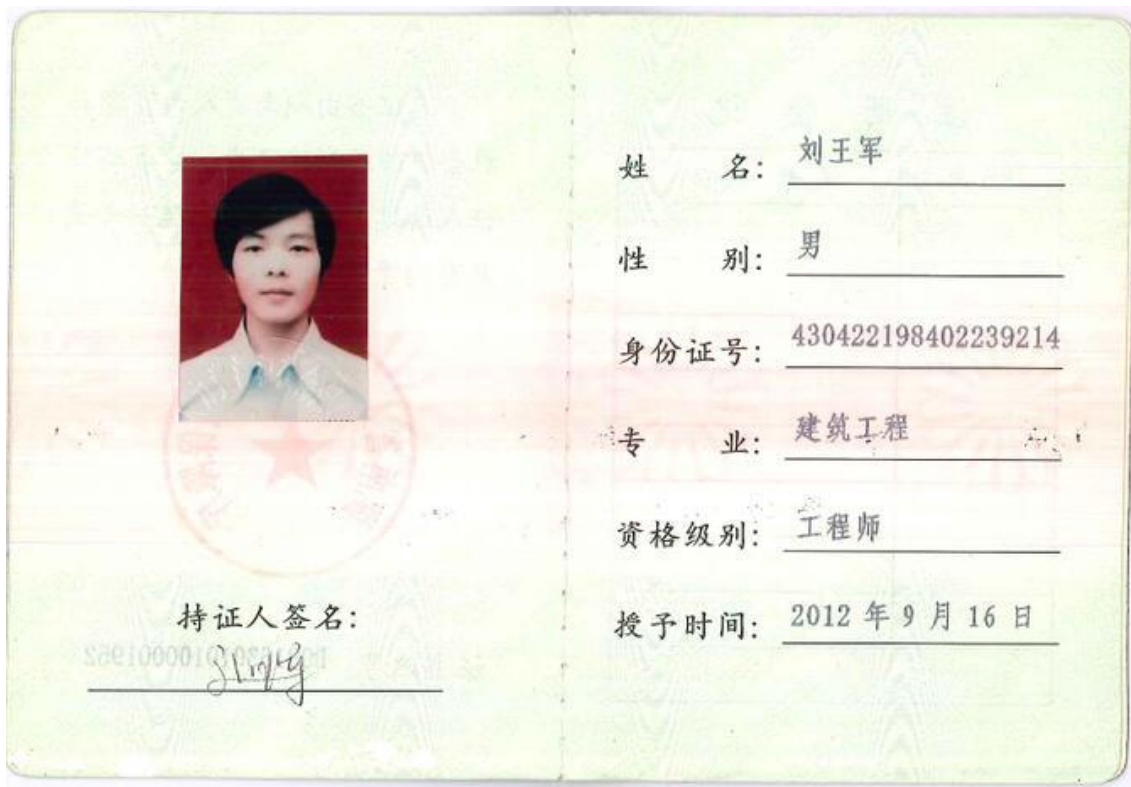 持证人签名:
姓 名: 刘王军
性 别: 男
身份证号: 430422198402239214
专 业: 建筑工程
资格级别: 工程师
授予时间: 2012 年 9 月 16 日